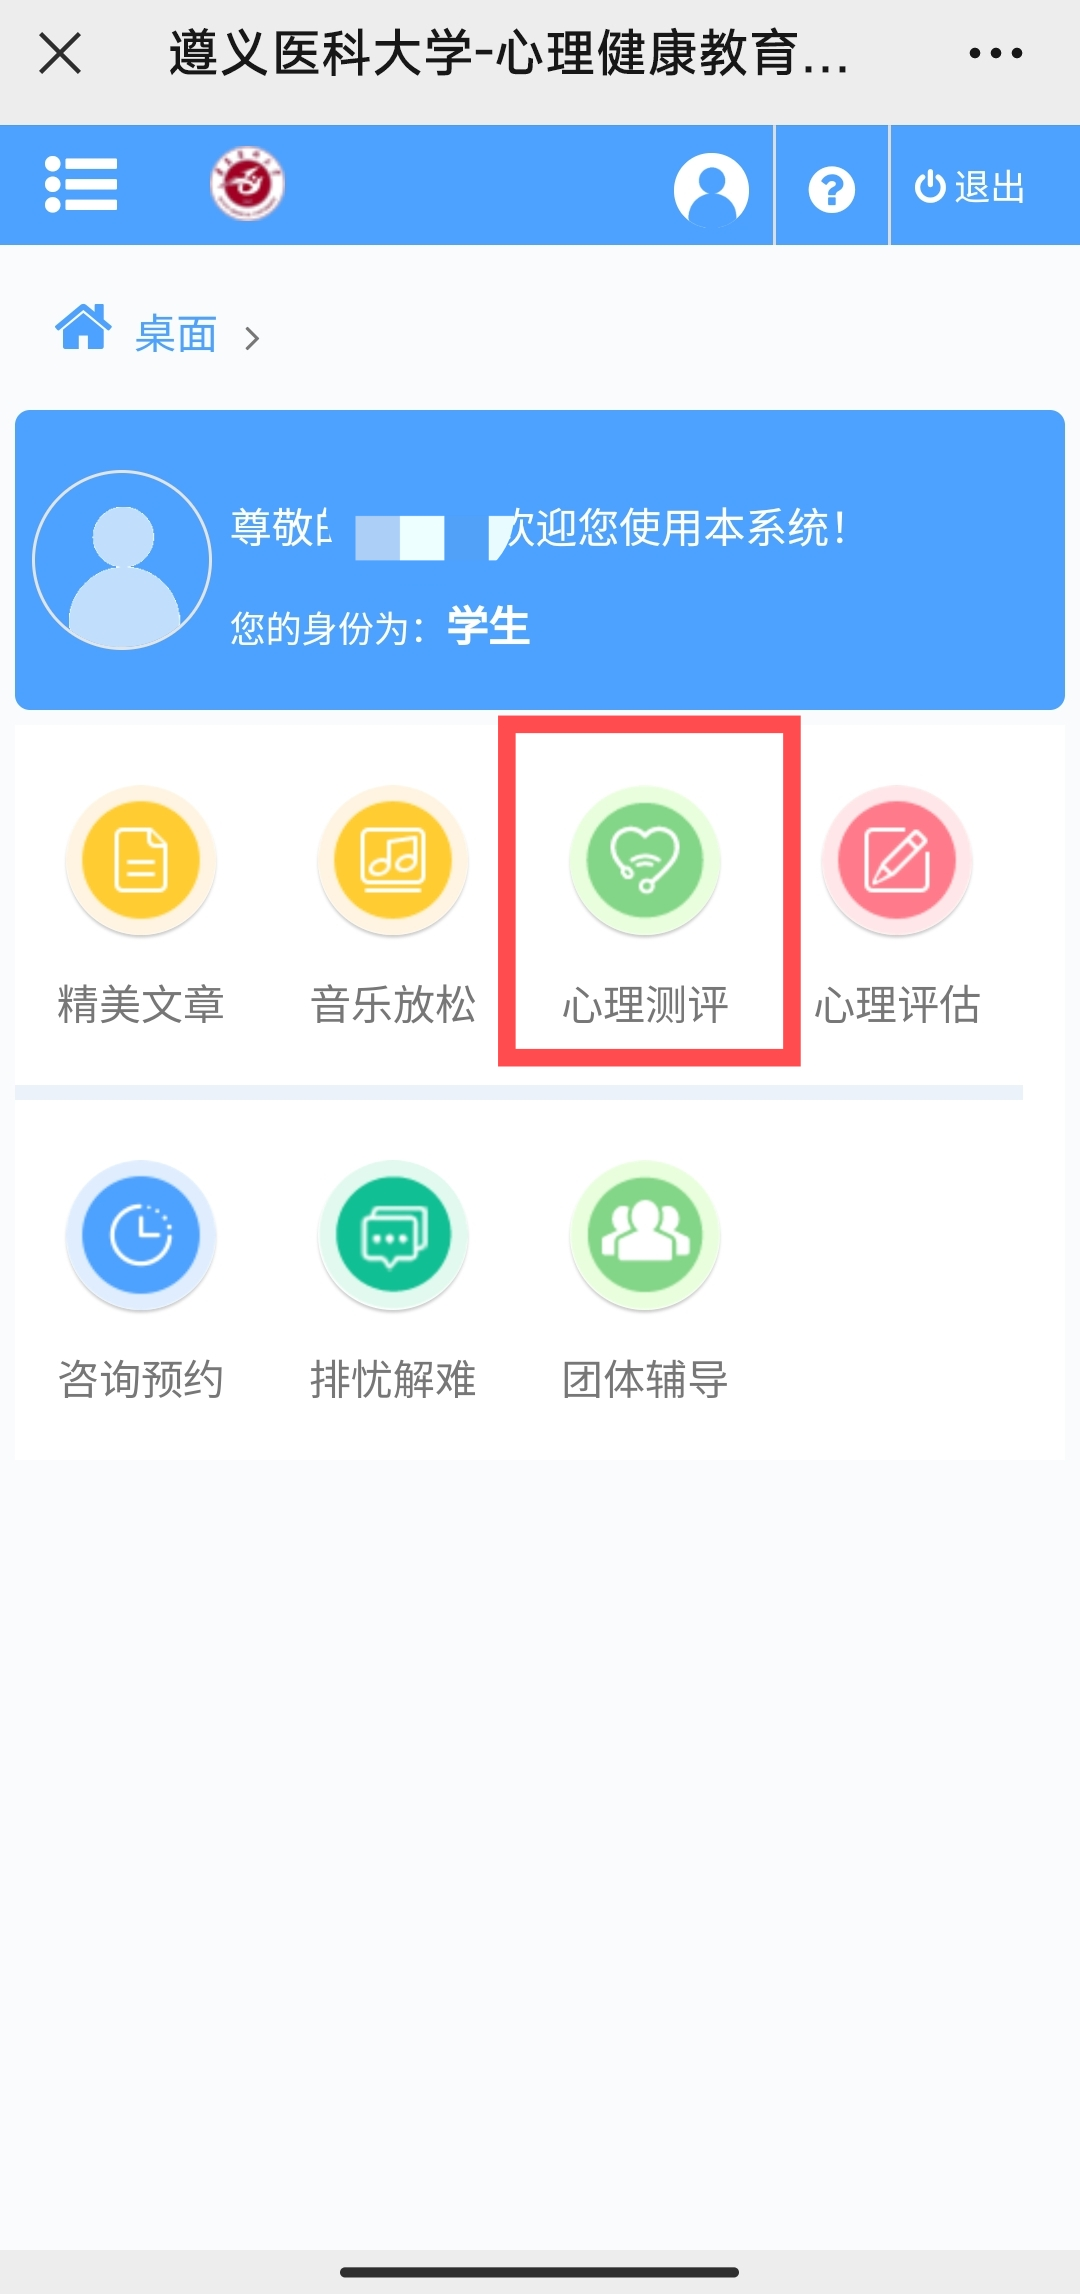 遵义医科大学-心理健康教育...
退出
桌面 >
尊敬 欢迎您使用本系统！
您的身份为：学生
精美文章 音乐放松 心理测评 心理评估
咨询预约 排忧解难 团体辅导